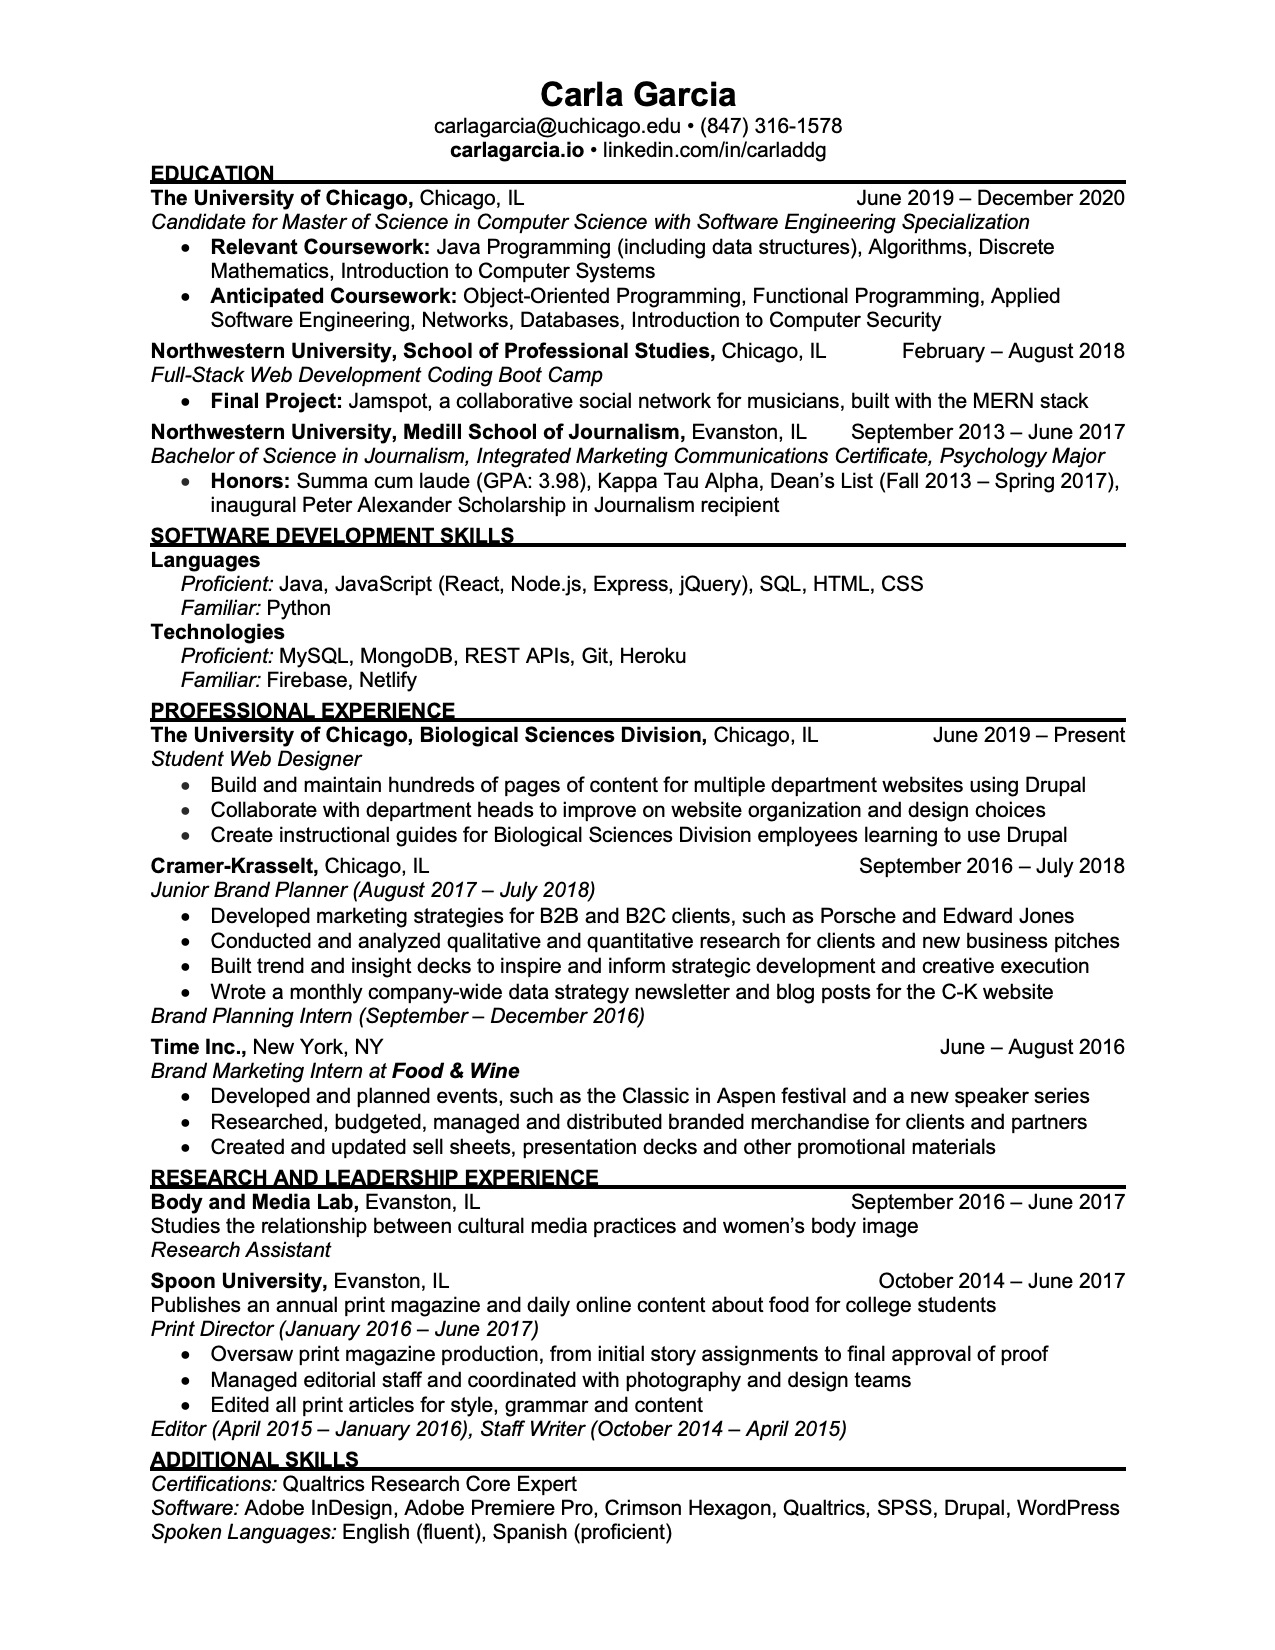 Carla Garcia
carlagarcia@uchicago.edu • (847) 316-1578
carlagarcia.io • linkedin.com/in/carladdg
EDUCATION
The University of Chicago, Chicago, IL June 2019 – December 2020
Candidate for Master of Science in Computer Science with Software Engineering Specialization
• Relevant Coursework: Java Programming (including data structures), Algorithms, Discrete
Mathematics, Introduction to Computer Systems
• Anticipated Coursework: Object-Oriented Programming, Functional Programming, Applied
Software Engineering, Networks, Databases, Introduction to Computer Security
Northwestern University, School of Professional Studies, Chicago, IL February – August 2018
Full-Stack Web Development Coding Boot Camp
• Final Project: Jamspot, a collaborative social network for musicians, built with the MERN stack
Northwestern University, Medill School of Journalism, Evanston, IL September 2013 – June 2017
Bachelor of Science in Journalism, Integrated Marketing Communications Certificate, Psychology Major
• Honors: Summa cum laude (GPA: 3.98), Kappa Tau Alpha, Dean’s List (Fall 2013 – Spring 2017),
inaugural Peter Alexander Scholarship in Journalism recipient
SOFTWARE DEVELOPMENT SKILLS
Languages
Proficient: Java, JavaScript (React, Node.js, Express, jQuery), SQL, HTML, CSS
Familiar: Python
Technologies
Proficient: MySQL, MongoDB, REST APIs, Git, Heroku
Familiar: Firebase, Netlify
PROFESSIONAL EXPERIENCE
The University of Chicago, Biological Sciences Division, Chicago, IL June 2019 – Present
Student Web Designer
• Build and maintain hundreds of pages of content for multiple department websites using Drupal
• Collaborate with department heads to improve on website organization and design choices
• Create instructional guides for Biological Sciences Division employees learning to use Drupal
Cramer-Krasselt, Chicago, IL September 2016 – July 2018
Junior Brand Planner (August 2017 – July 2018)
• Developed marketing strategies for B2B and B2C clients, such as Porsche and Edward Jones
• Conducted and analyzed qualitative and quantitative research for clients and new business pitches
• Built trend and insight decks to inspire and inform strategic development and creative execution
• Wrote a monthly company-wide data strategy newsletter and blog posts for the C-K website
Brand Planning Intern (September – December 2016)
Time Inc., New York, NY June – August 2016
Brand Marketing Intern at Food & Wine
• Developed and planned events, such as the Classic in Aspen festival and a new speaker series
• Researched, budgeted, managed and distributed branded merchandise for clients and partners
• Created and updated sell sheets, presentation decks and other promotional materials
RESEARCH AND LEADERSHIP EXPERIENCE
Body and Media Lab, Evanston, IL September 2016 – June 2017
Studies the relationship between cultural media practices and women’s body image
Research Assistant
Spoon University, Evanston, IL October 2014 – June 2017
Publishes an annual print magazine and daily online content about food for college students
Print Director (January 2016 – June 2017)
• Oversaw print magazine production, from initial story assignments to final approval of proof
• Managed editorial staff and coordinated with photography and design teams
• Edited all print articles for style, grammar and content
Editor (April 2015 – January 2016), Staff Writer (October 2014 – April 2015)
ADDITIONAL SKILLS
Certifications: Qualtrics Research Core Expert
Software: Adobe InDesign, Adobe Premiere Pro, Crimson Hexagon, Qualtrics, SPSS, Drupal, WordPress
Spoken Languages: English (fluent), Spanish (proficient)